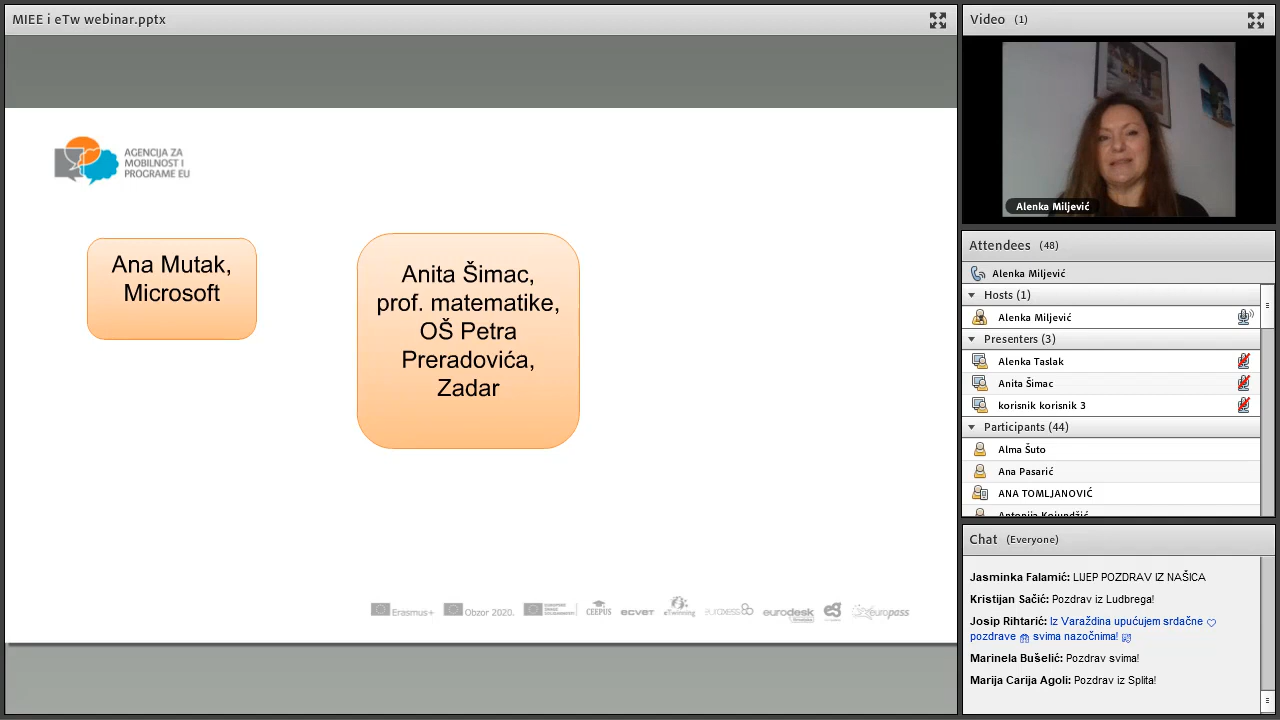 MIEE i eTw webinar.pptx
AGENCIJA ZA
MOBILNOST I
PROGRAME EU
Ana Mutak,
Microsoft
Anita Šimac,
prof. matematike,
OŠ Petra
Preradovića,
Zadar
Erasmus+
Obzor 2020.
CEEPUS
ECVET
eTwinning
euraxess
eurodesk
europass
Video (1)
Alenka Miljević
Attendees (48)
Alenka Miljević
Hosts (1)
Alenka Miljević
Presenters (3)
Alenka Taslak
Anita Šimac
korisnik korisnik 3
Participants (44)
Alma Šuto
Ana Pasarić
ANA TOMLJANOVIĆ
Antonija Kojundžić
Chat (Everyone)
Jasminka Falamić: LIJEP POZDRAV IZ NAŠICA
Kristijan Sačić: Pozdrav iz Ludbrega!
Josip Rihtarić: Iz Varaždina upućujem srdačne
pozdrave svima nazočnima!
Marinela Bušelić: Pozdrav svima!
Marija Carija Agoli: Pozdrav iz Splita!